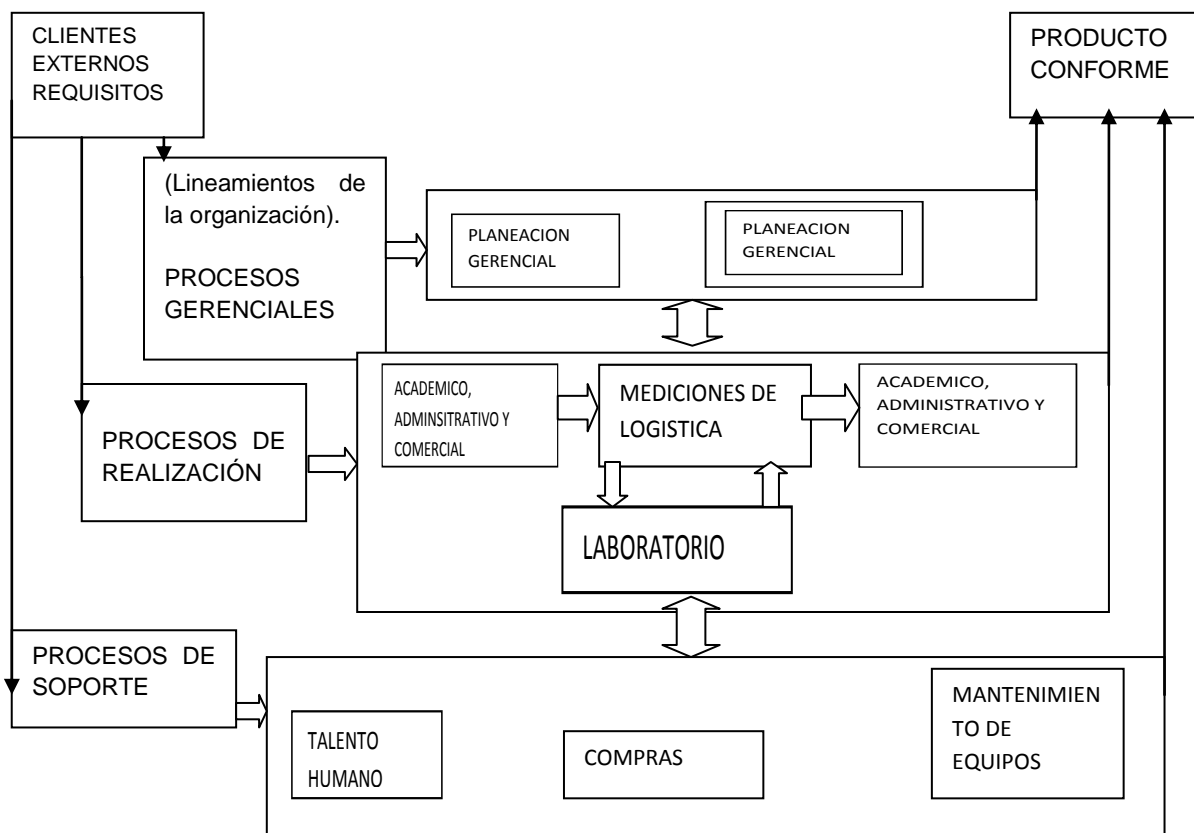 CLIENTES
EXTERNOS
REQUISITOS
PRODUCTO
CONFORME
(Lineamientos de
la organización).
PROCESOS
GERENCIALES
PLANEACION
GERENCIAL
PLANEACION
GERENCIAL
PROCESOS DE
REALIZACIÓN
ACADEMICO,
ADMINSITRATIVO Y
COMERCIAL
MEDICIONES DE
LOGISTICA
ACADEMICO,
ADMINISTRATIVO Y
COMERCIAL
LABORATORIO
PROCESOS DE
SOPORTE
TALENTO
HUMANO
COMPRAS
MANTENIMIEN
TO DE
EQUIPOS